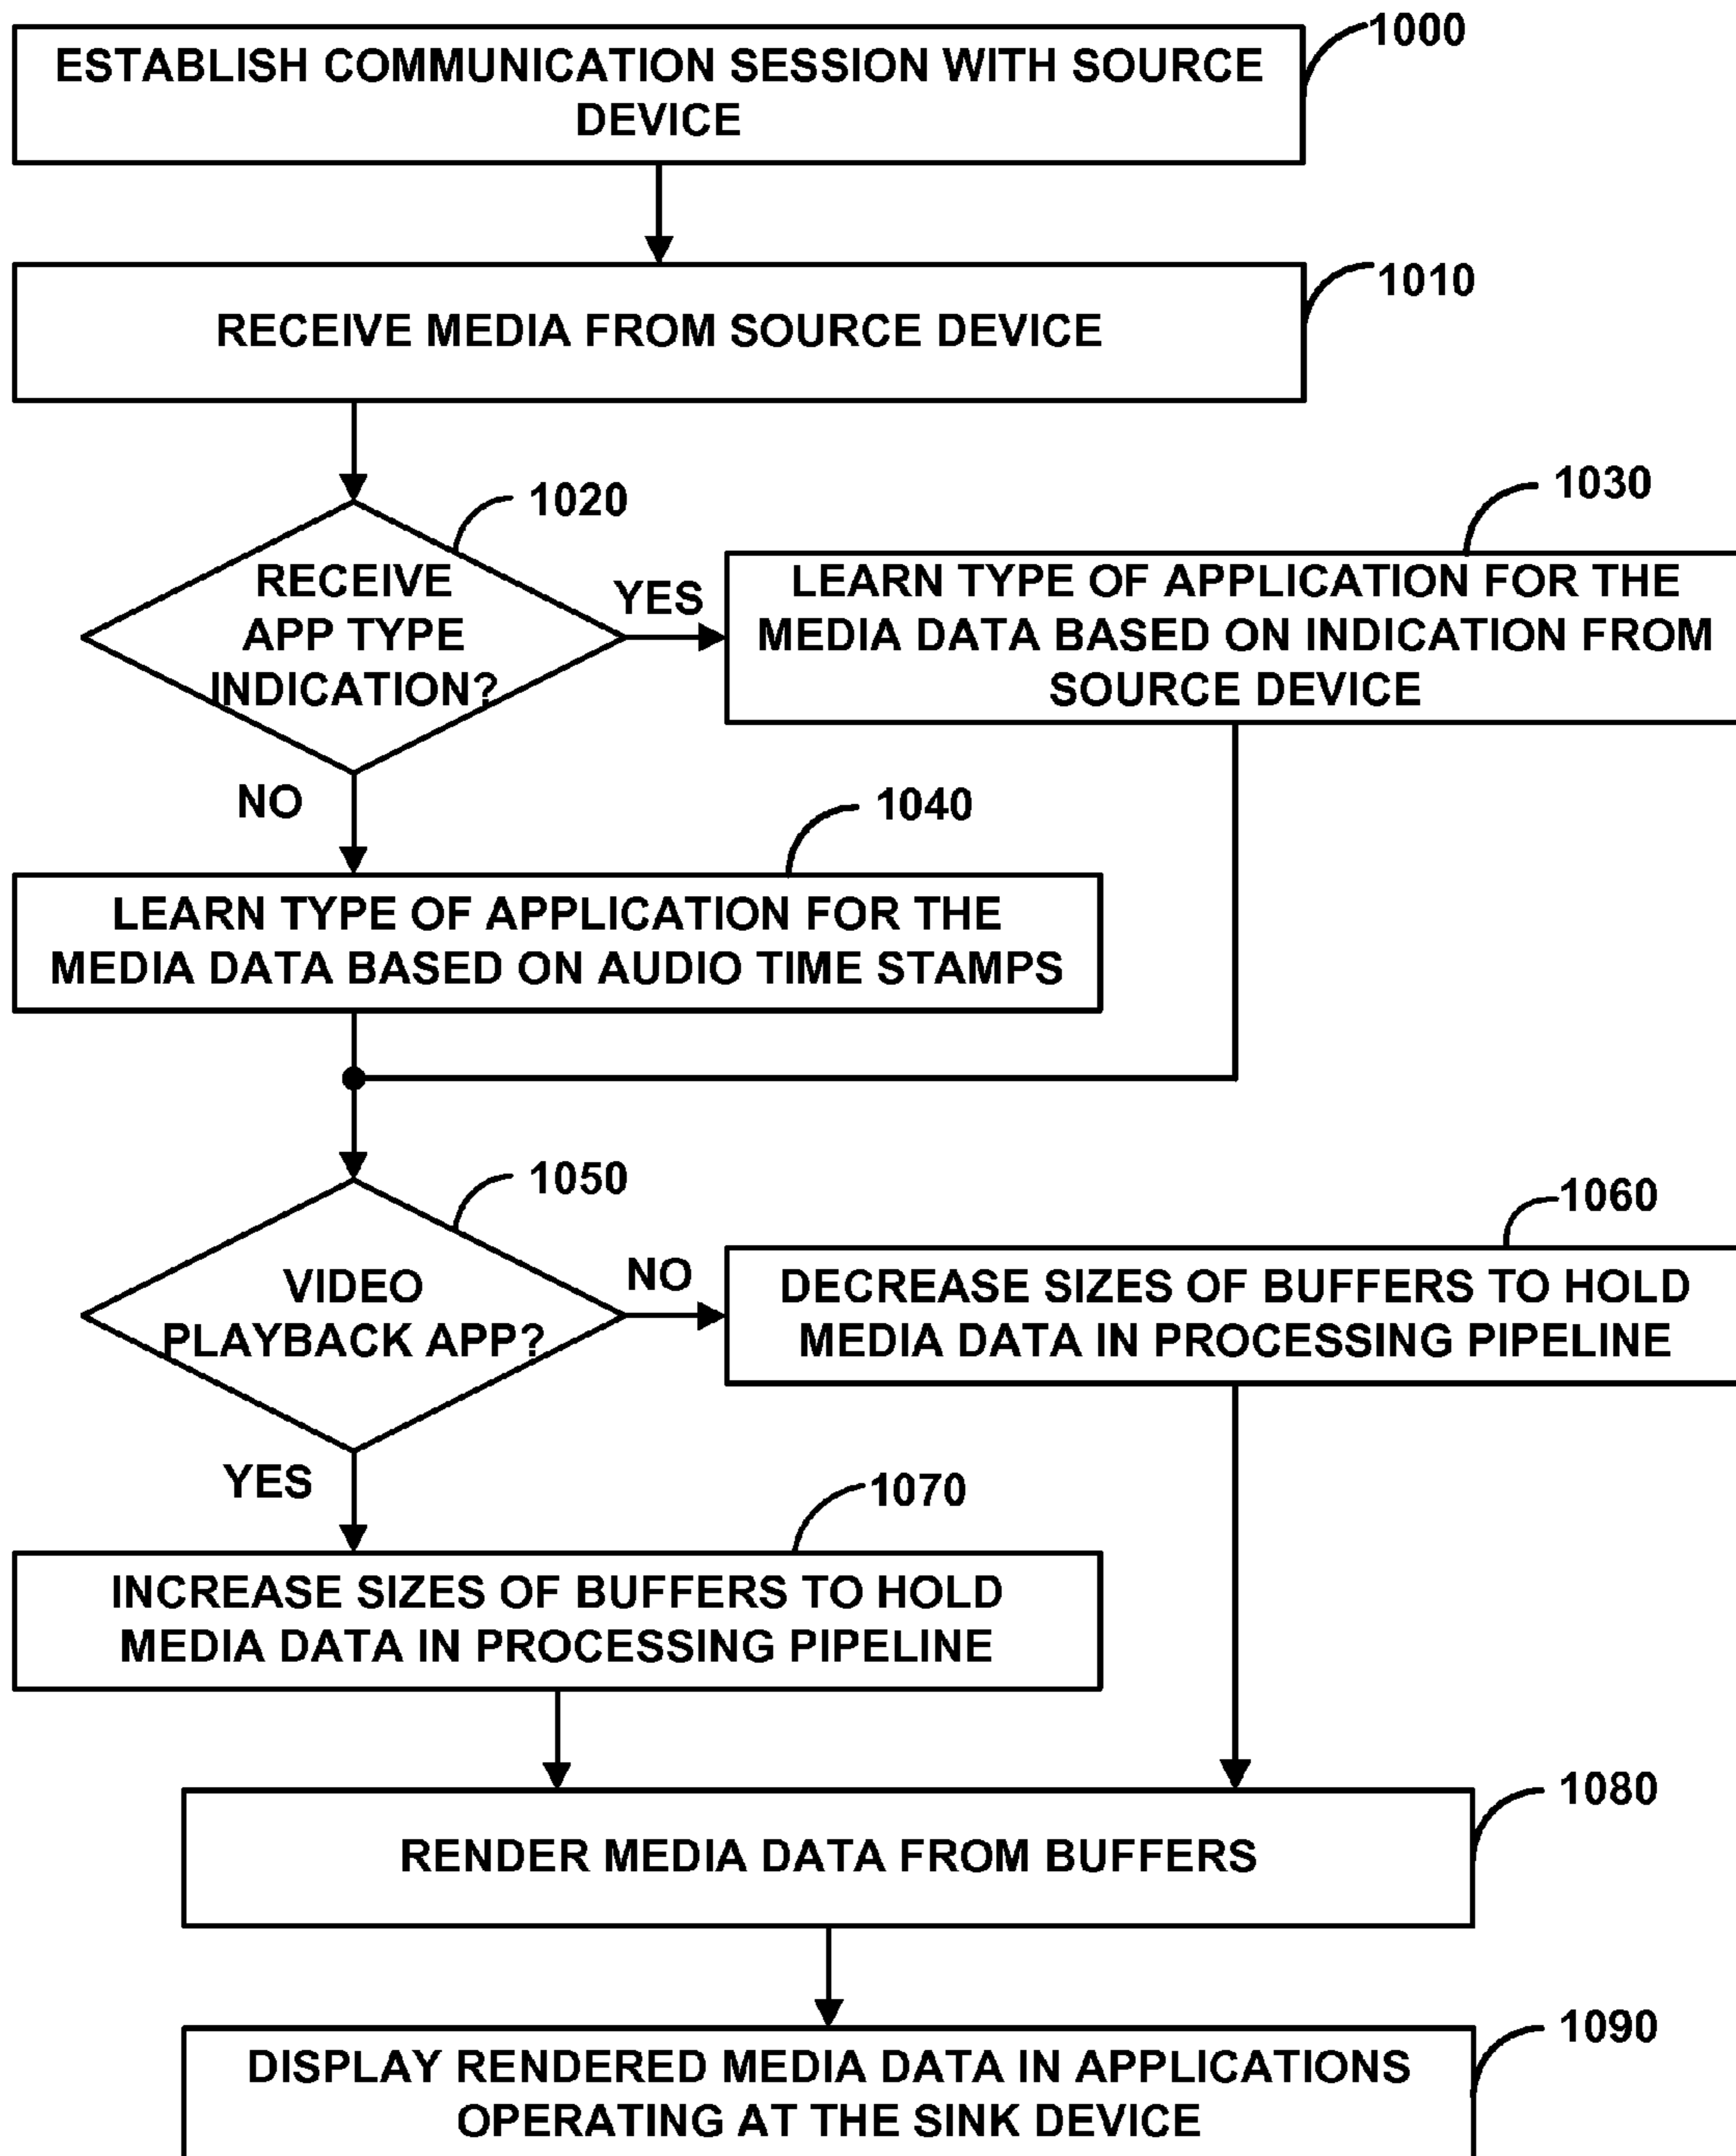 1000
ESTABLISH COMMUNICATION SESSION WITH SOURCE
DEVICE
1010
RECEIVE MEDIA FROM SOURCE DEVICE
1020
RECEIVE
APP TYPE
INDICATION?
YES
1030
LEARN TYPE OF APPLICATION FOR THE
MEDIA DATA BASED ON INDICATION FROM
SOURCE DEVICE
NO
1040
LEARN TYPE OF APPLICATION FOR THE
MEDIA DATA BASED ON AUDIO TIME STAMPS
1050
VIDEO
PLAYBACK APP?
NO
1060
DECREASE SIZES OF BUFFERS TO HOLD
MEDIA DATA IN PROCESSING PIPELINE
YES
1070
INCREASE SIZES OF BUFFERS TO HOLD
MEDIA DATA IN PROCESSING PIPELINE
1080
RENDER MEDIA DATA FROM BUFFERS
1090
DISPLAY RENDERED MEDIA DATA IN APPLICATIONS
OPERATING AT THE SINK DEVICE